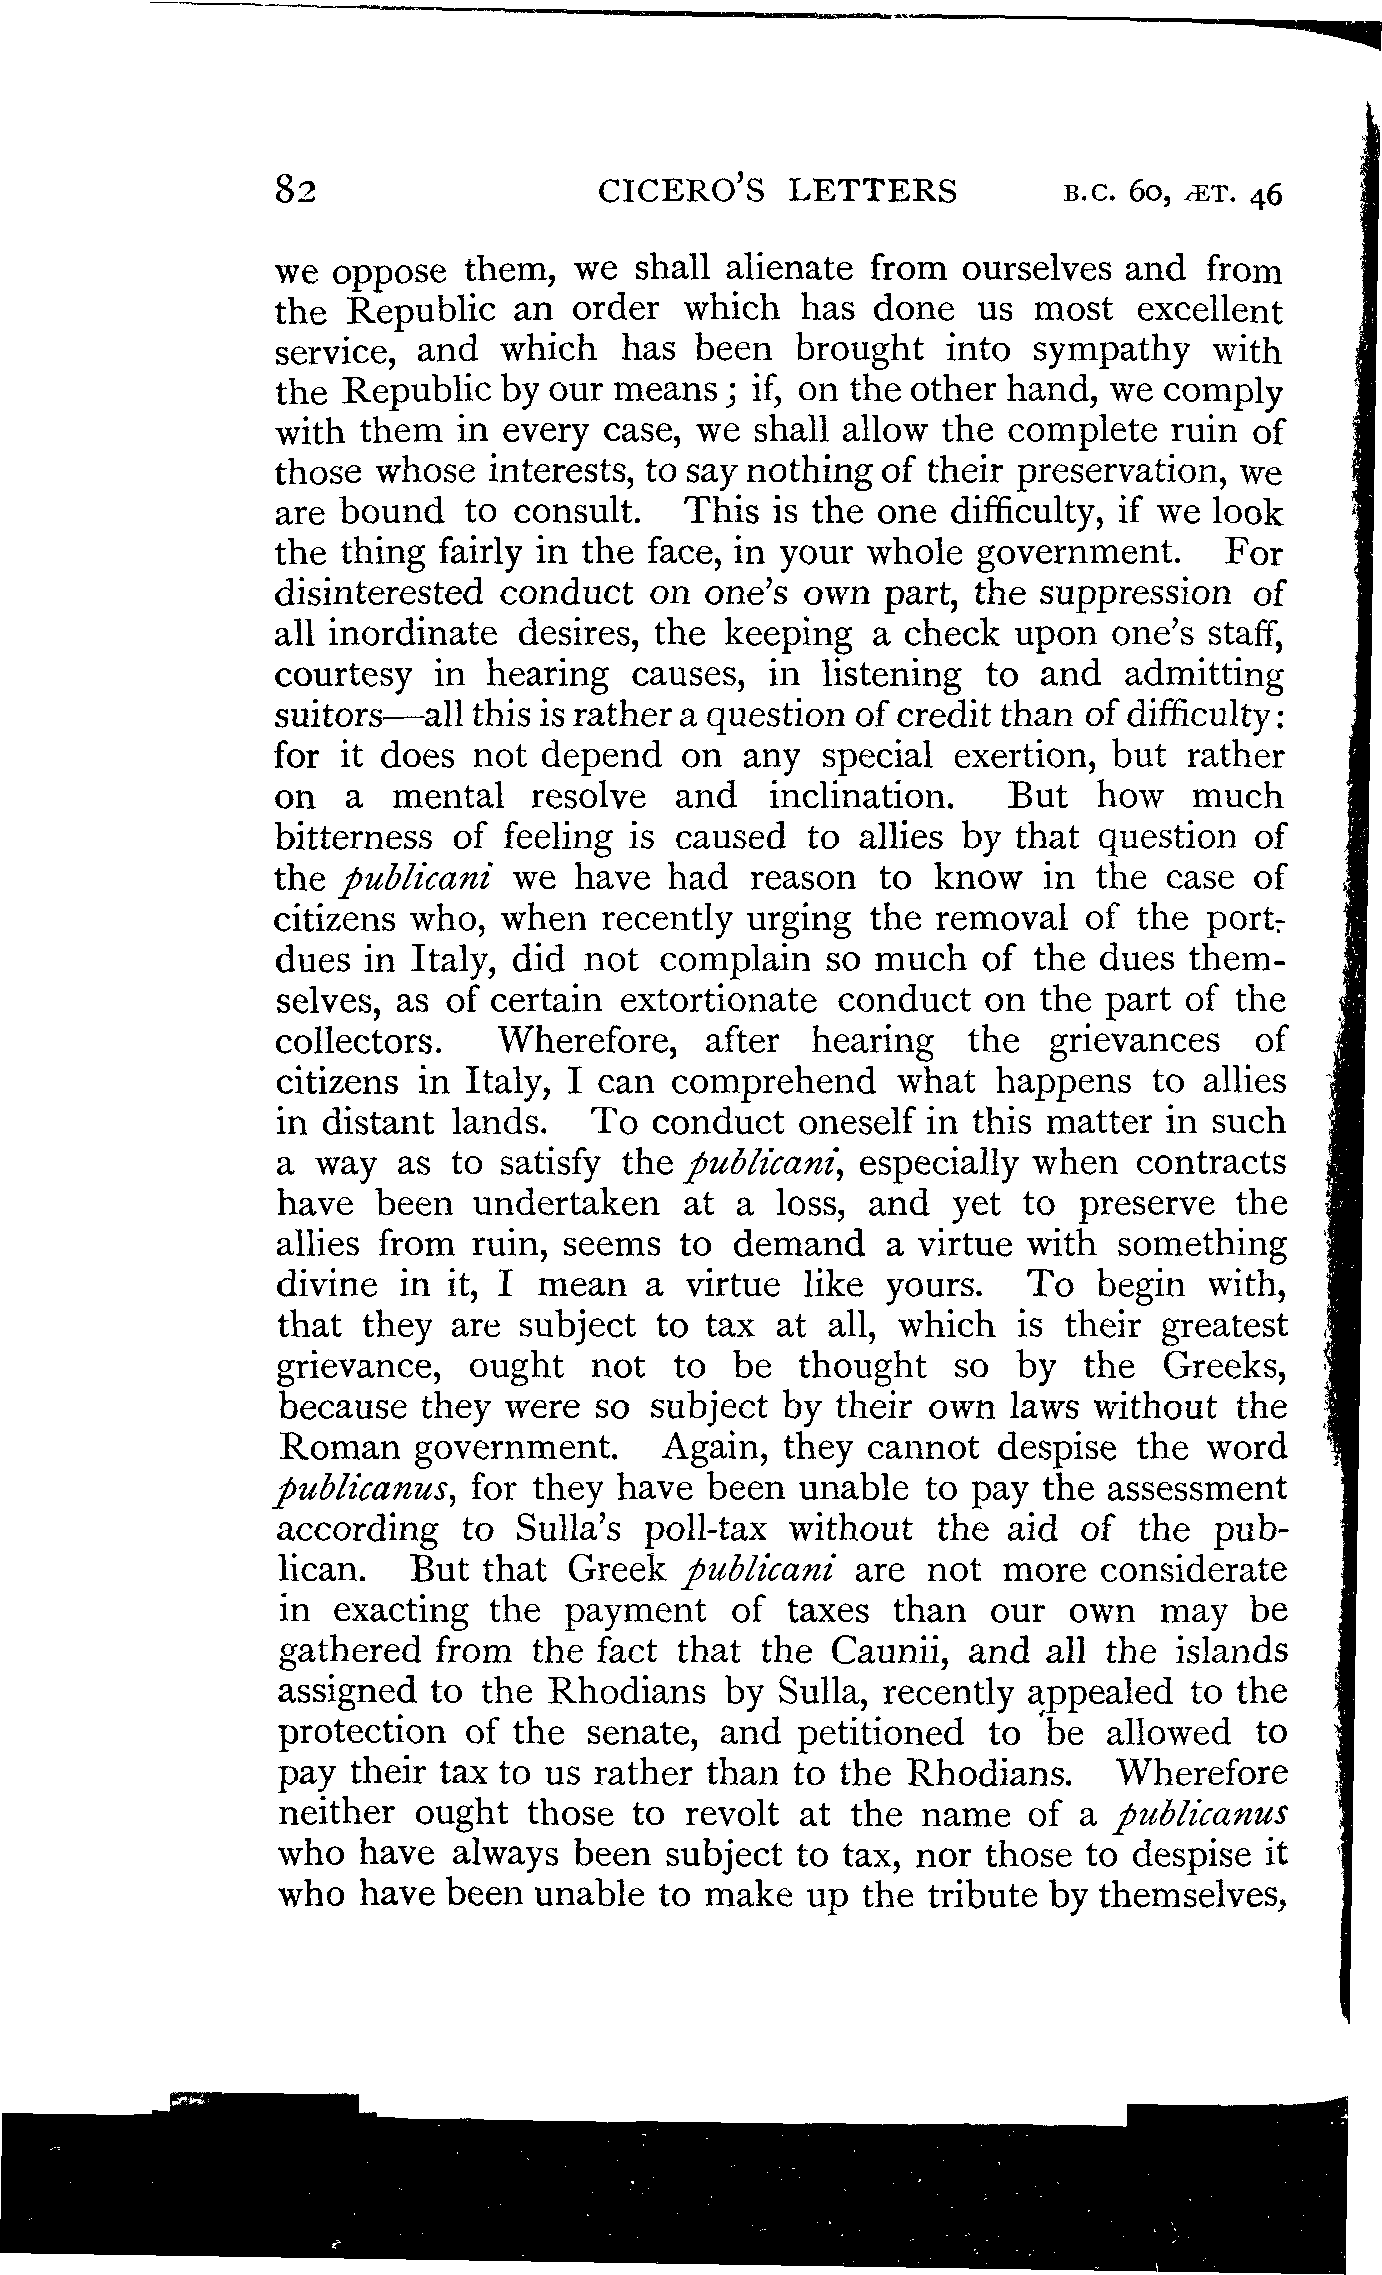 82 CICERO'S LETTERS B.C. 60, ÆT. 46
we oppose them, we shall alienate from ourselves and from
the Republic an order which has done us most excellent
service, and which has been brought into sympathy with
the Republic by our means; if, on the other hand, we comply
with them in every case, we shall allow the complete ruin of
those whose interests, to say nothing of their preservation, we
are bound to consult. This is the one difficulty, if we look
the thing fairly in the face, in your whole government. For
disinterested conduct on one's own part, the suppression of
all inordinate desires, the keeping a check upon one's staff,
courtesy in hearing causes, in listening to and admitting
suitors—all this is rather a question of credit than of difficulty:
for it does not depend on any special exertion, but rather
on a mental resolve and inclination. But how much
bitterness of feeling is caused to allies by that question of
the publicani we have had reason to know in the case of
citizens who, when recently urging the removal of the port-
dues in Italy, did not complain so much of the dues them-
selves, as of certain extortionate conduct on the part of the
collectors. Wherefore, after hearing the grievances of
citizens in Italy, I can comprehend what happens to allies
in distant lands. To conduct oneself in this matter in such
a way as to satisfy the publicani, especially when contracts
have been undertaken at a loss, and yet to preserve the
allies from ruin, seems to demand a virtue with something
divine in it, I mean a virtue like yours. To begin with,
that they are subject to tax at all, which is their greatest
grievance, ought not to be thought so by the Greeks,
because they were so subject by their own laws without the
Roman government. Again, they cannot despise the word
publicanus, for they have been unable to pay the assessment
according to Sulla's poll-tax without the aid of the pub-
lican. But that Greek publicani are not more considerate
in exacting the payment of taxes than our own may be
gathered from the fact that the Caunii, and all the islands
assigned to the Rhodians by Sulla, recently appealed to the
protection of the senate, and petitioned to be allowed to
pay their tax to us rather than to the Rhodians. Wherefore
neither ought those to revolt at the name of a publicanus
who have always been subject to tax, nor those to despise it
who have been unable to make up the tribute by themselves,